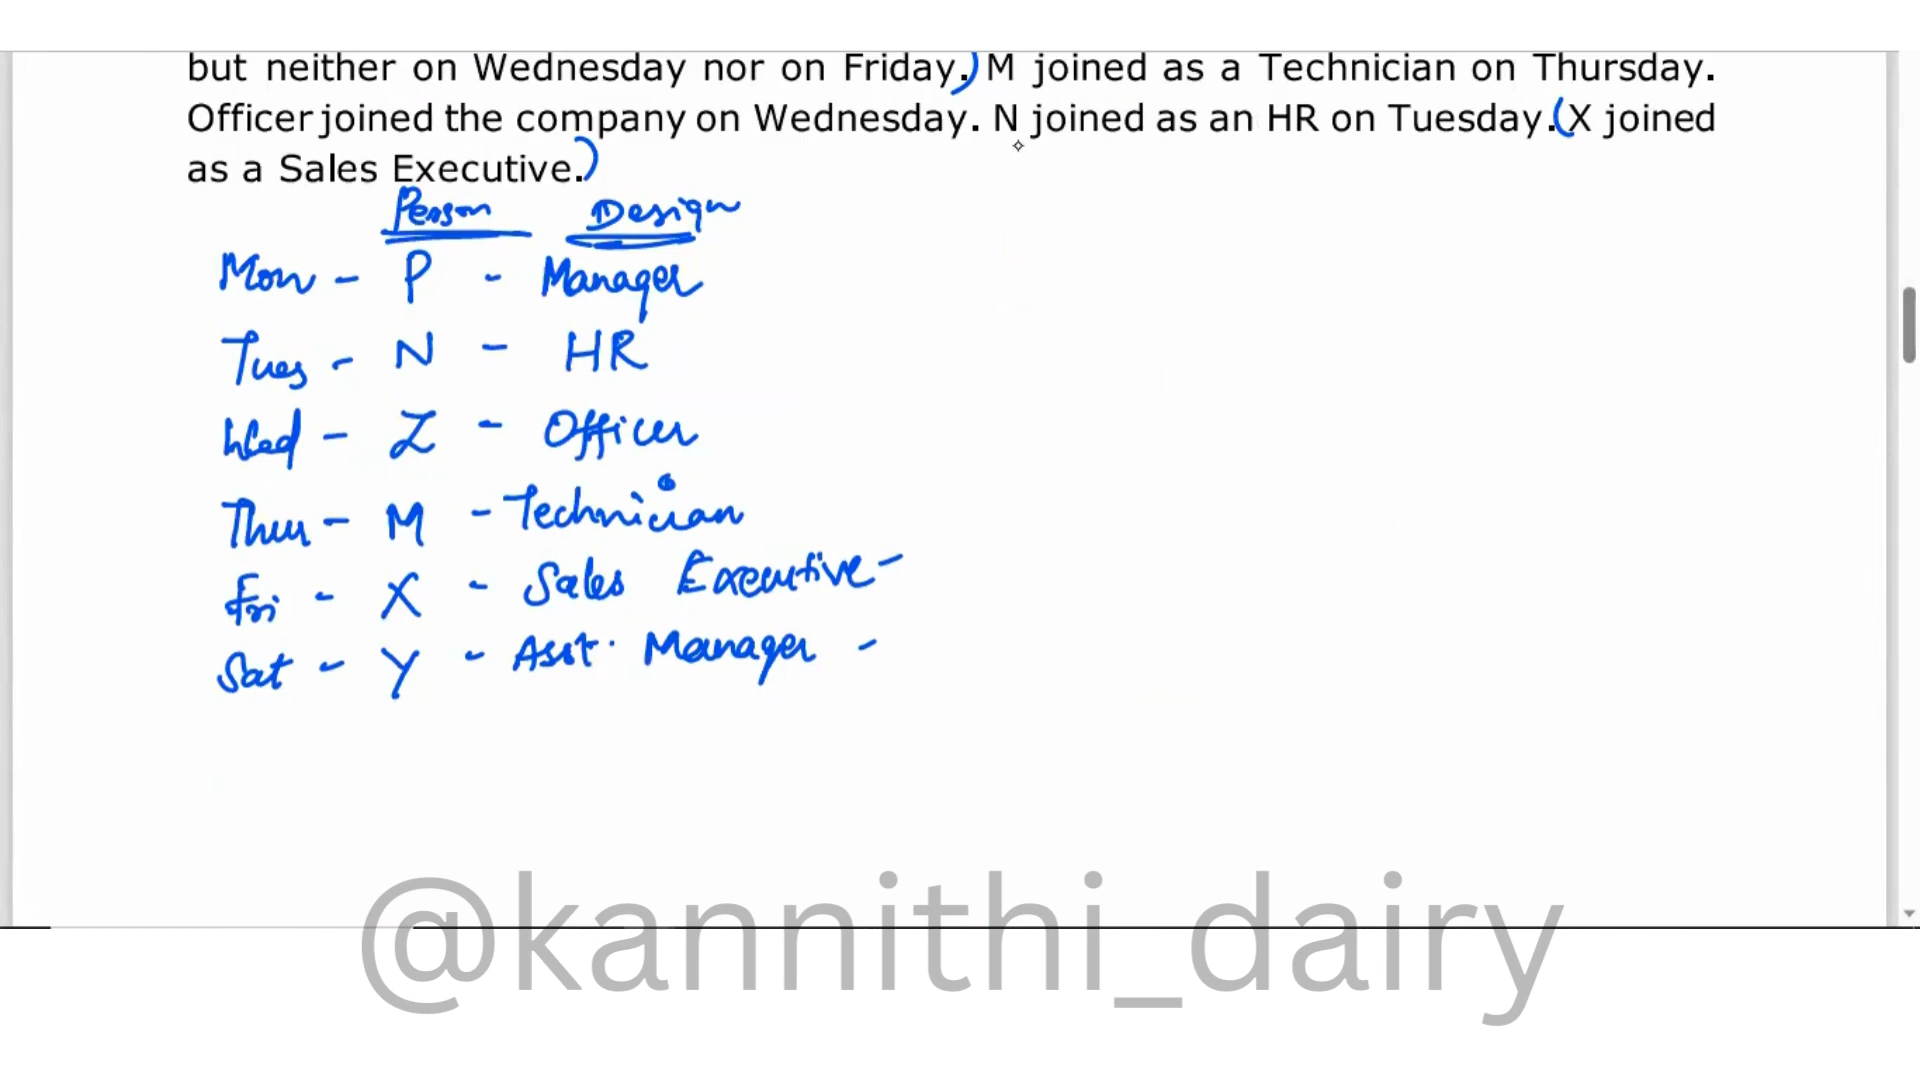 but neither on Wednesday nor on Friday.) M joined as a Technician on Thursday.
Officer joined the company on Wednesday. N joined as an HR on Tuesday.(X joined
as a Sales Executive.)
Person Design
Mon - P - Manager
Tues - N - HR
Wed - Z - Officer
Thu - M - Technician
Fri - X - Sales Executive -
Sat - Y - Asst. Manager -
@kannithi_dairy